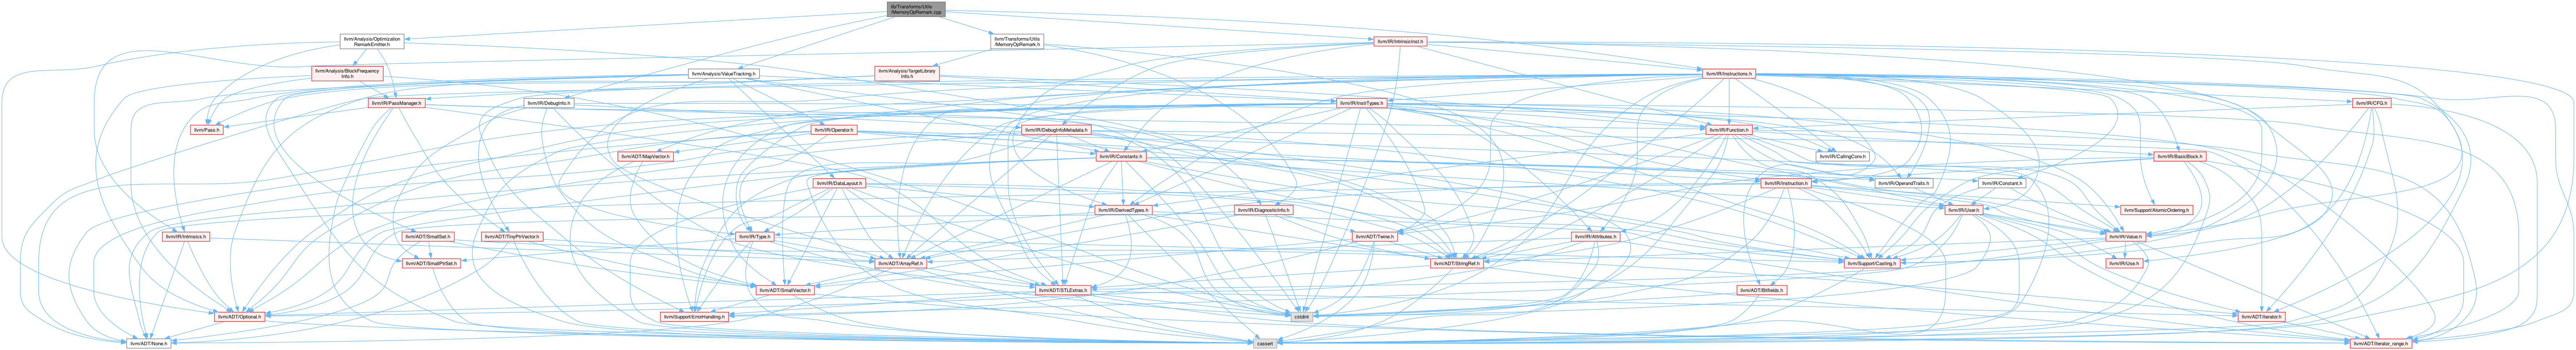 lib/Transforms/Utils
/MemoryOpRemark.cpp
llvm/Analysis/Optimization
RemarkEmitter.h
llvm/Transforms/Utils
/MemoryOpRemark.h
llvm/IR/IntrinsicInst.h
llvm/Analysis/BlockFrequency
Info.h
llvm/Analysis/ValueTracking.h
llvm/Analysis/TargetLibrary
Info.h
llvm/IR/Instructions.h
llvm/IR/PassManager.h
llvm/IR/DebugInfo.h
llvm/IR/InstrTypes.h
llvm/IR/CFG.h
llvm/Pass.h
llvm/IR/Operator.h
llvm/IR/DebugInfoMetadata.h
llvm/IR/Function.h
llvm/ADT/MapVector.h
llvm/IR/Constants.h
llvm/IR/CallingConv.h
llvm/IR/BasicBlock.h
llvm/IR/DataLayout.h
llvm/IR/Instruction.h
llvm/IR/OperandTraits.h
llvm/IR/Constant.h
llvm/IR/DerivedTypes.h
llvm/IR/DiagnosticInfo.h
llvm/IR/User.h
llvm/Support/AtomicOrdering.h
llvm/IR/Intrinsics.h
llvm/ADT/SmallSet.h
llvm/ADT/TinyPtrVector.h
llvm/IR/Type.h
llvm/ADT/Twine.h
llvm/IR/Attributes.h
llvm/IR/Value.h
llvm/ADT/SmallPtrSet.h
llvm/ADT/ArrayRef.h
llvm/ADT/StringRef.h
llvm/Support/Casting.h
llvm/IR/Use.h
llvm/ADT/SmallVector.h
llvm/ADT/STLExtras.h
llvm/ADT/Bitfields.h
llvm/ADT/Optional.h
llvm/Support/ErrorHandling.h
cstdint
llvm/ADT/iterator.h
llvm/ADT/None.h
cassert
llvm/ADT/iterator_range.h